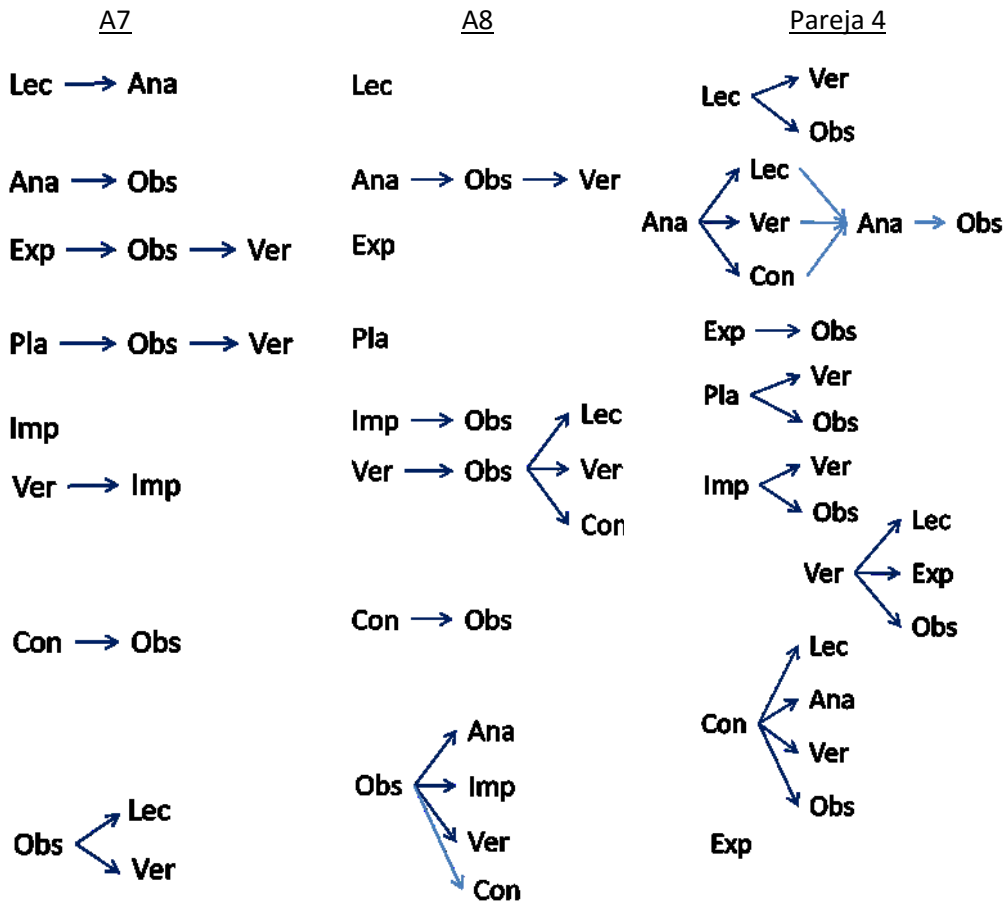 A7
Lec Ana
Ana Obs
Exp Obs Ver
Pla Obs Ver
Imp
Ver Imp
Con Obs
Lec
Obs
Ver
A8
Lec
Ana Obs Ver
Exp
Pla
Imp Obs
Lec
Ver Obs Ver
Con
Con Obs
Ana
Obs Imp
Ver
Con
Pareja 4
Ver
Lec
Obs
Lec
Ana Ver Ana Obs
Con
Exp Obs
Ver
Pla
Obs
Ver
Imp
Obs
Lec
Ver Exp
Obs
Lec
Ana
Con
Ver
Obs
Exp